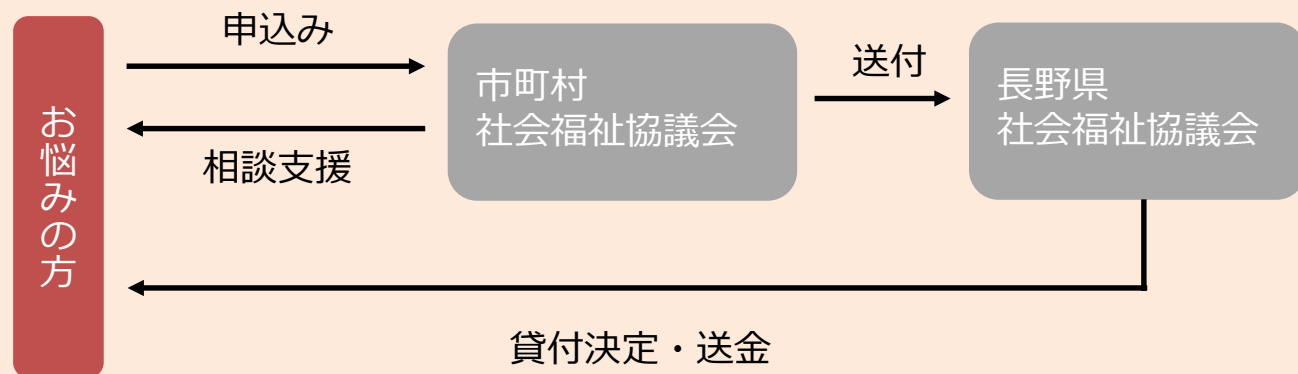 お悩みの方
申込み
相談支援
市町村
社会福祉協議会
送付
長野県
社会福祉協議会
貸付決定・送金